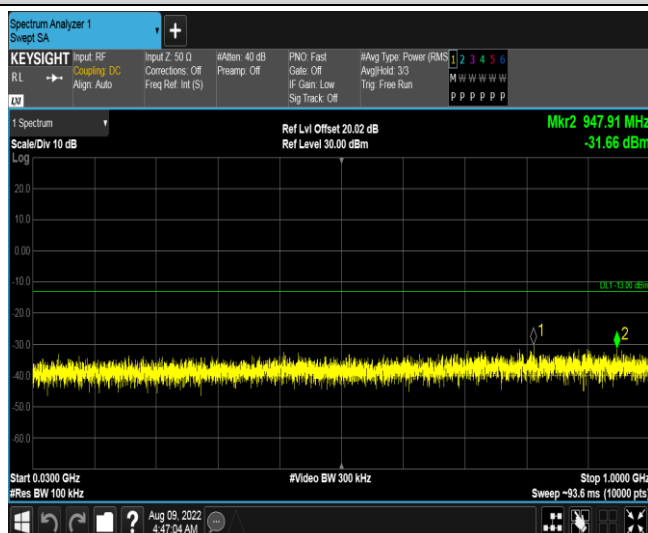 Spectrum Analyzer 1
Swept SA
+
KEYSIGHT
RL
LXI
Input: RF
Coupling: DC
Align: Auto
Input Z: 50 Ω
Corrections: Off
Freq Ref: Int (S)
#Atten: 40 dB
Preamp: Off
PNO: Fast
Gate: Off
IF Gain: Low
Sig Track: Off
#Avg Type: Power (RMS
Avg|Hold: 3/3
Trig: Free Run
1 2 3 4 5 6
M W W W W W
P P P P P P
1 Spectrum
Scale/Div 10 dB
Log
Ref Lvl Offset 20.02 dB
Ref Level 30.00 dBm
Mkr2 947.91 MHz
-31.66 dBm
20.0
10.0
0.00
-10.0
DL1 -13.00 dBm
-20.0
-30.0
1
2
-40.0
-50.0
-60.0
Start 0.0300 GHz
#Video BW 300 kHz
Stop 1.0000 GHz
#Res BW 100 kHz
Sweep ~93.6 ms (10000 pts)
?
Aug 09, 2022
4:47:04 AM